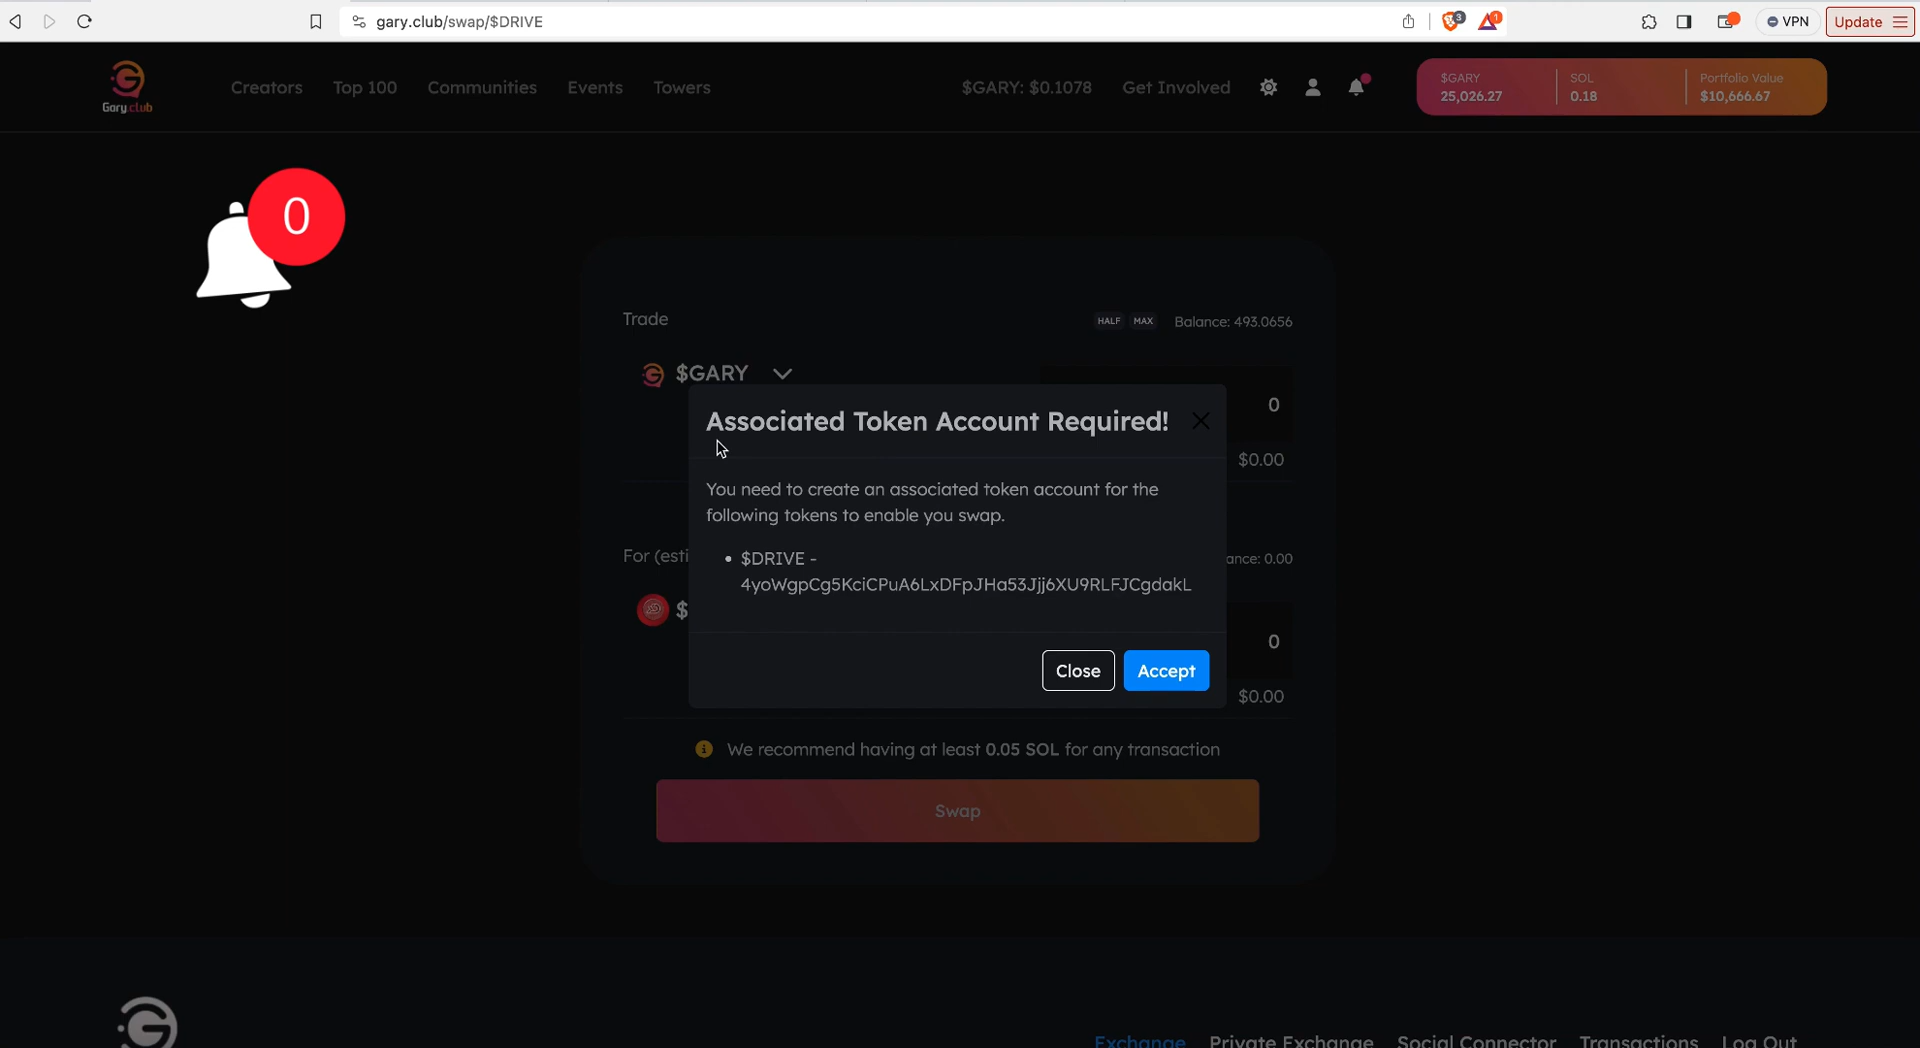 gary.club/swap/$DRIVE
3
1
VPN
Update
Gary.club
Creators
Top 100
Communities
Events
Towers
$GARY: $0.1078
Get Involved
$GARY
25,026.27
SOL
0.18
Portfolio Value
$10,666.67
0
Trade
HALF
MAX
Balance: 493.0656
$GARY
0
$0.00
Associated Token Account Required!
You need to create an associated token account for the
following tokens to enable you swap.
• $DRIVE -
4yoWgpCg5KciCPuA6LxDFpJHa53Jjj6XU9RLFJCgdakL
Close
Accept
For (esti
ance: 0.00
$
0
$0.00
We recommend having at least 0.05 SOL for any transaction
Swap
Exchange
Private Exchange
Social Connector
Transactions
Log Out